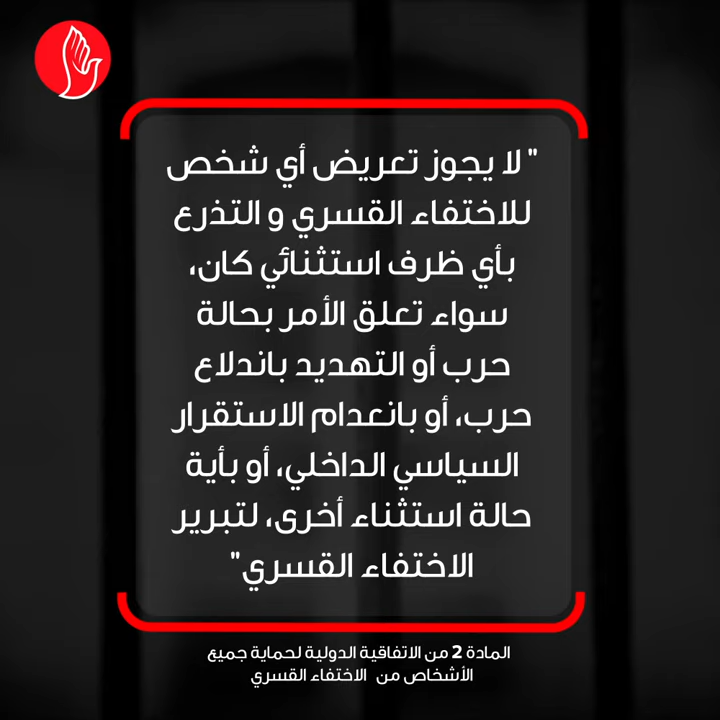 " لا يجوز تعريض أي شخص
للاختفاء القسري و التذرع
بأي ظرف استثنائي كان،
سواء تعلق الأمر بحالة
حرب أو التهديد باندلاع
حرب، أو بانعدام الاستقرار
السياسي الداخلي، أو بأية
حالة استثناء أخرى، لتبرير
الاختفاء القسري"
المادة 2 من الاتفاقية الدولية لحماية جميع
الأشخاص من الاختفاء القسري